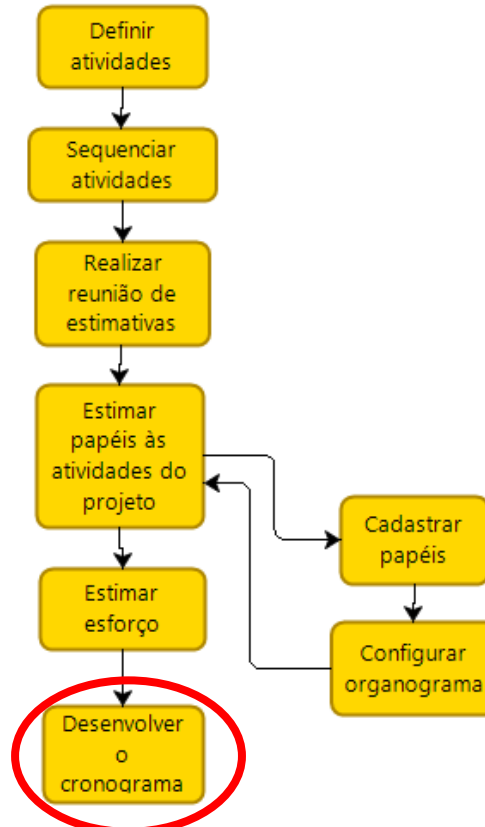 Definir
atividades
Sequenciar
atividades
Realizar
reunião de
estimativas
Estimar
papéis às
atividades do
projeto
Cadastrar
papéis
Estimar
esforço
Configurar
organograma
Desenvolver
o
cronograma